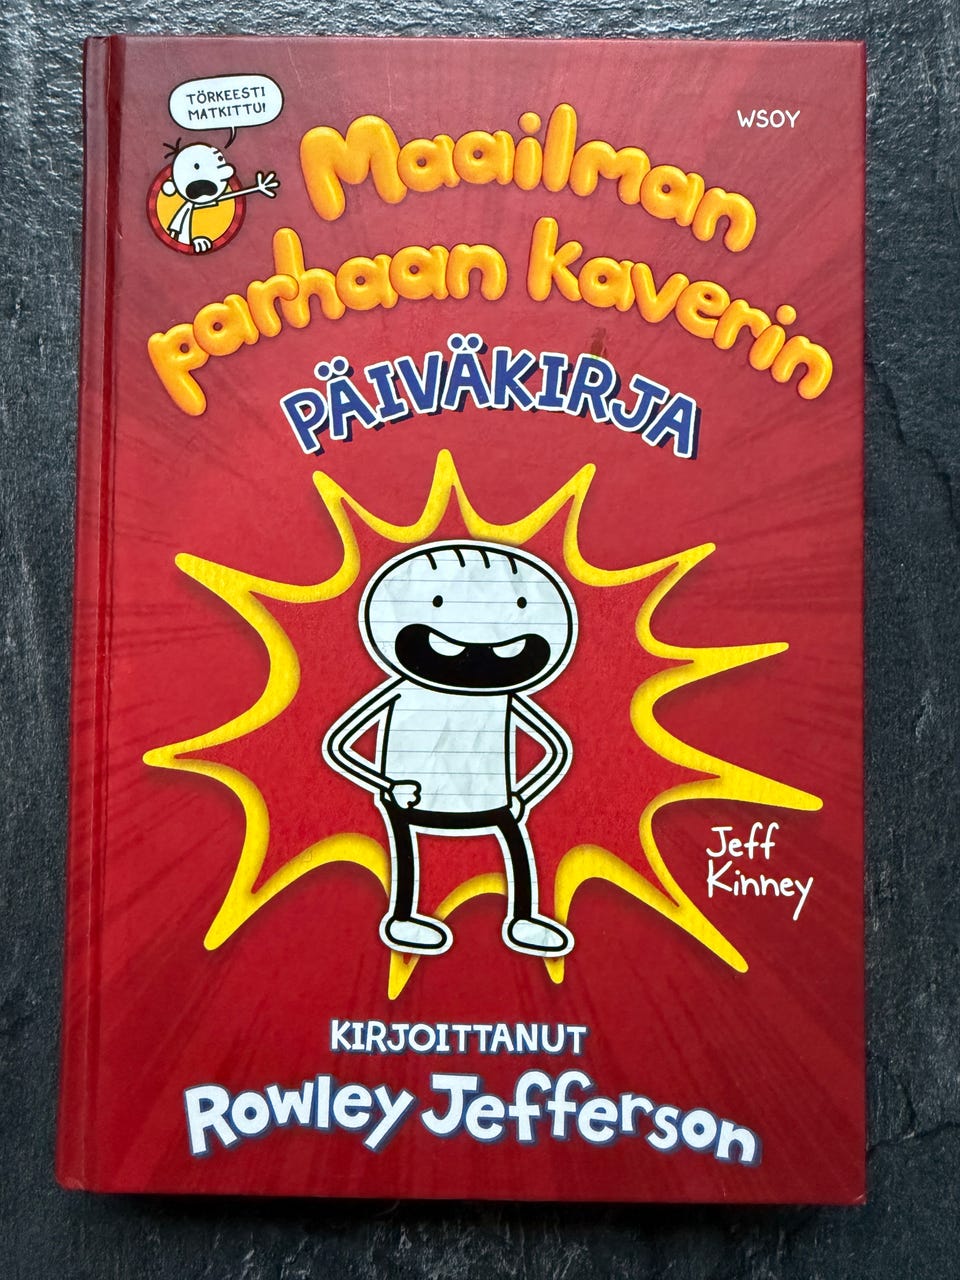 TÖRKEESTI
MATKITTU!
WSOY
Maailman
parhaan kaverin
PÄIVÄKIRJA
Jeff
Kinney
KIRJOITTANUT
Rowley Jefferson